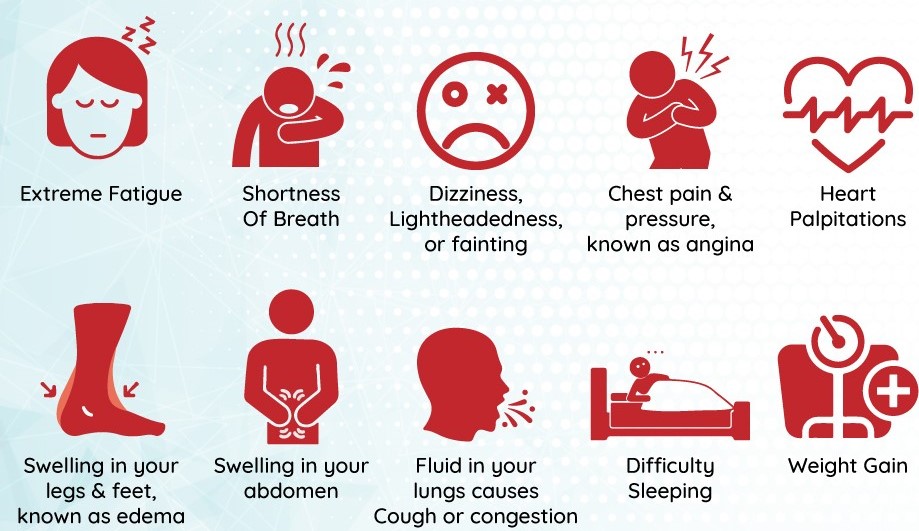 Extreme Fatigue
Shortness
Of Breath
Dizziness,
Lightheadedness,
or fainting
Chest pain &
pressure,
known as angina
Heart
Palpitations
Swelling in your
legs & feet,
known as edema
Swelling in your
abdomen
Fluid in your
lungs causes
Cough or congestion
Difficulty
Sleeping
Weight Gain